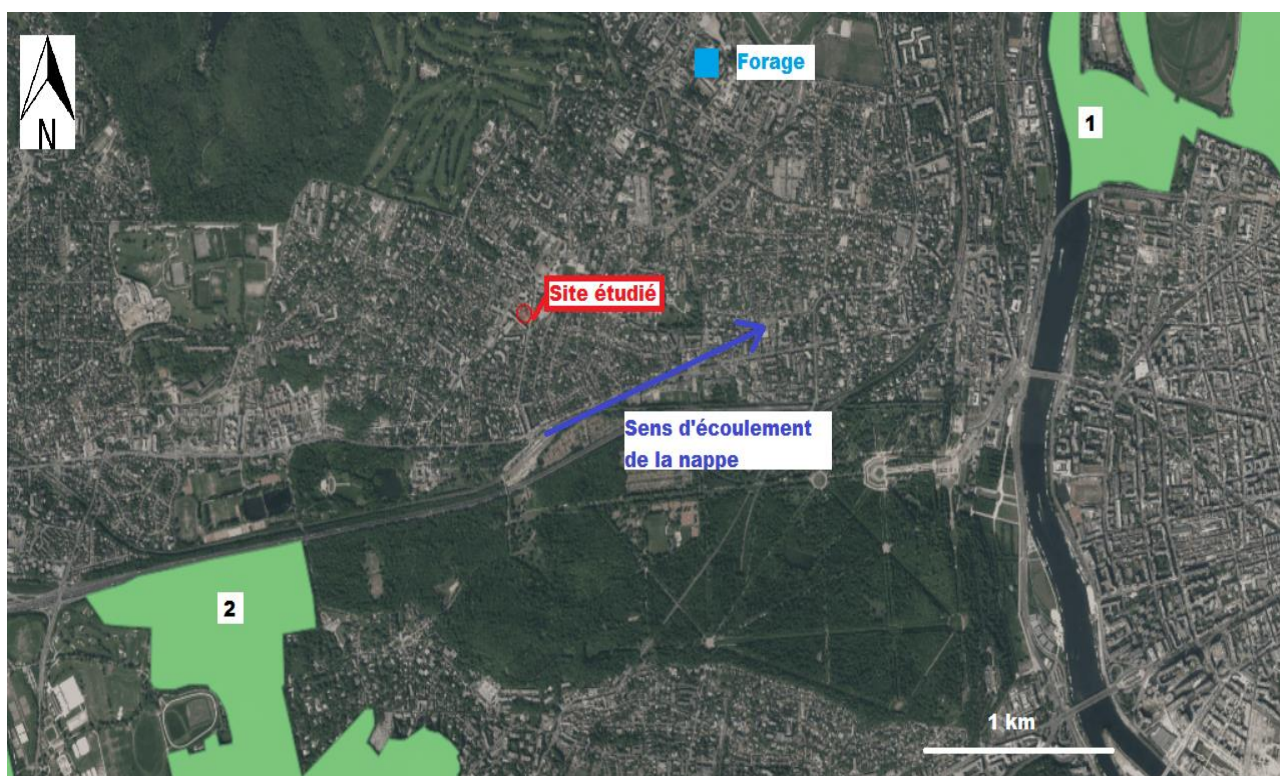 N
Forage
1
Site étudié
Sens d'écoulement
de la nappe
2
1 km